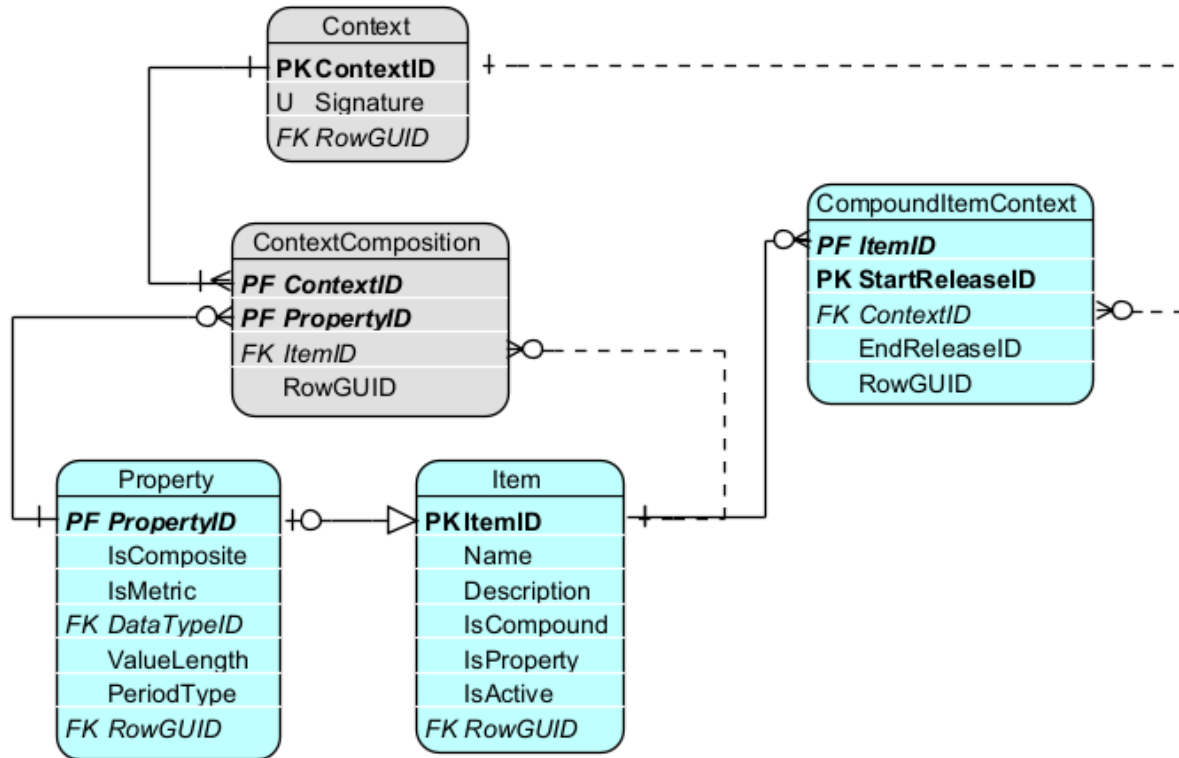 Context
PK ContextID
U Signature
FK RowGUID
CompoundItemContext
PF ItemID
PK StartReleaseID
FK ContextID
EndReleaseID
RowGUID
ContextComposition
PF ContextID
PF PropertyID
FK ItemID
RowGUID
Property
PF PropertyID
IsComposite
IsMetric
FK DataTypeID
ValueLength
PeriodType
FK RowGUID
Item
PK ItemID
Name
Description
IsCompound
IsProperty
IsActive
FK RowGUID